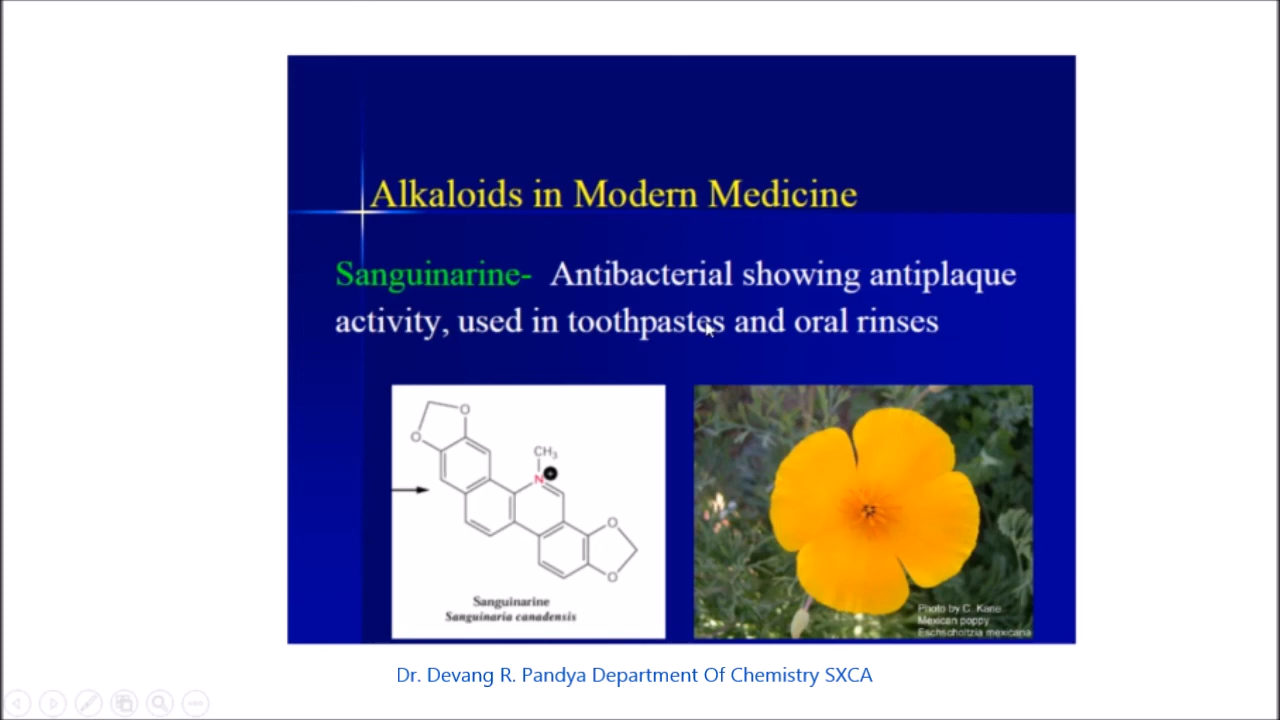 Alkaloids in Modern Medicine
Sanguinarine- Antibacterial showing antiplaque
activity, used in toothpastes and oral rinses
O
O
CH3
N
+
O
O
Sanguinarine
Sanguinaria canadensis
Photo by C. Kane
Mexican poppy
Eschscholtzia mexicana
Dr. Devang R. Pandya Department Of Chemistry SXCA